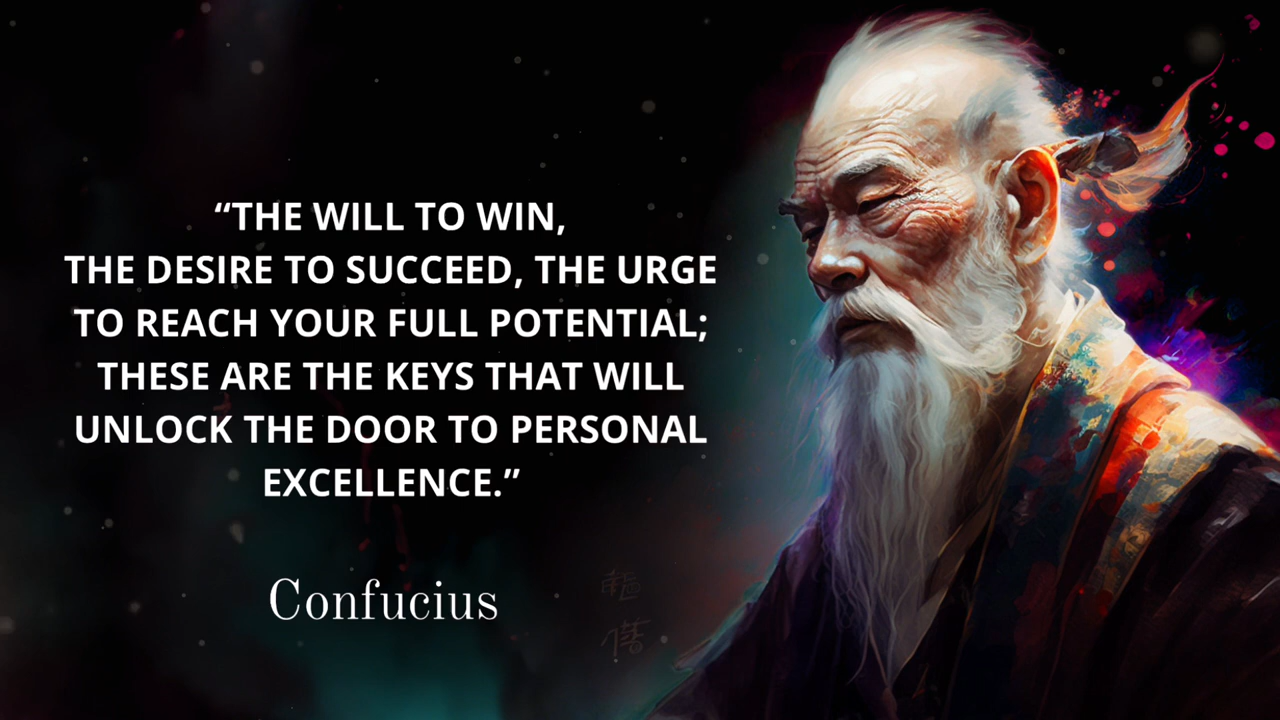 “THE WILL TO WIN,
THE DESIRE TO SUCCEED, THE URGE
TO REACH YOUR FULL POTENTIAL;
THESE ARE THE KEYS THAT WILL
UNLOCK THE DOOR TO PERSONAL
EXCELLENCE.”
Confucius